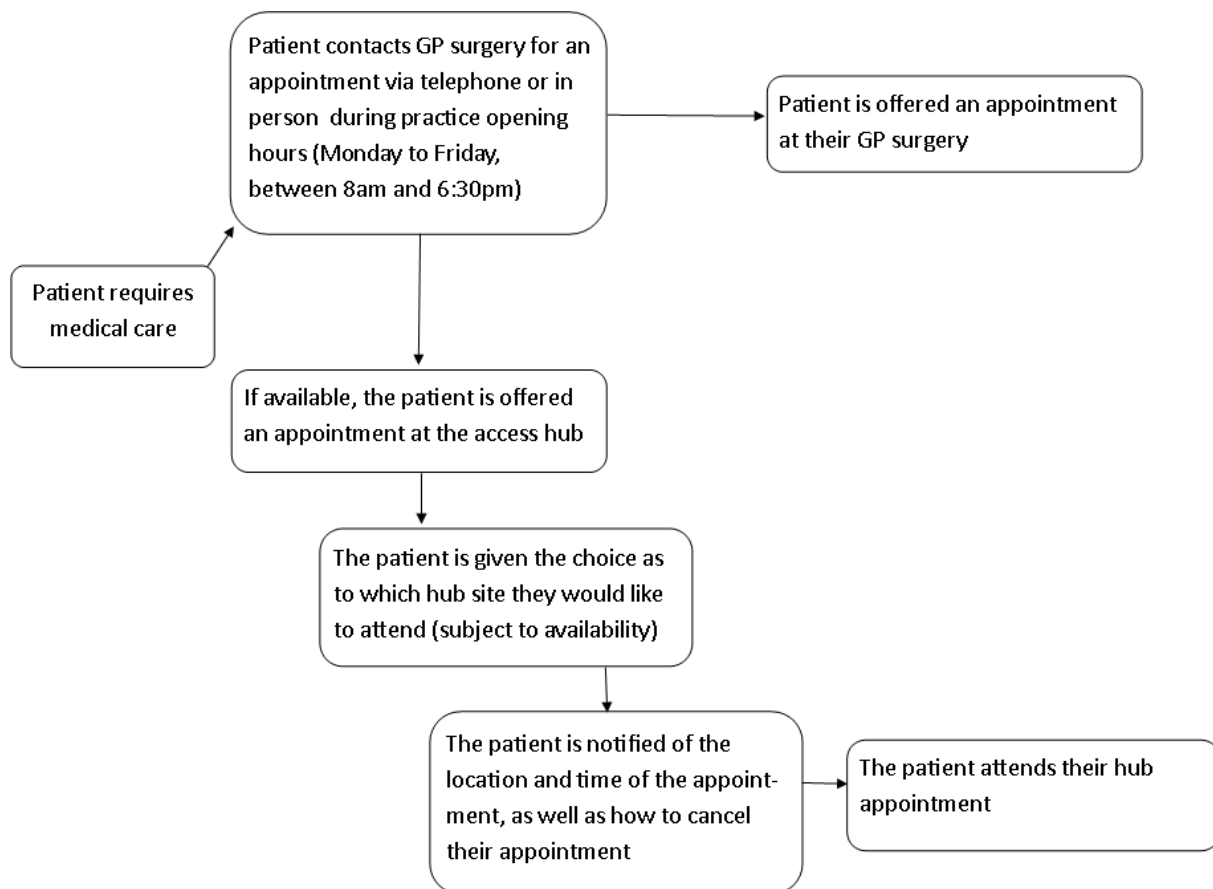 Patient contacts GP surgery for an
appointment via telephone or in
person  during practice opening
hours (Monday to Friday,
between 8am and 6:30pm)
Patient is offered an appointment
at their GP surgery
Patient requires
medical care
If available, the patient is offered
an appointment at the access hub
The patient is given the choice as
to which hub site they would like
to attend (subject to availability)
The patient is notified of the
location and time of the appoint-
ment, as well as how to cancel
their appointment
The patient attends their hub
appointment